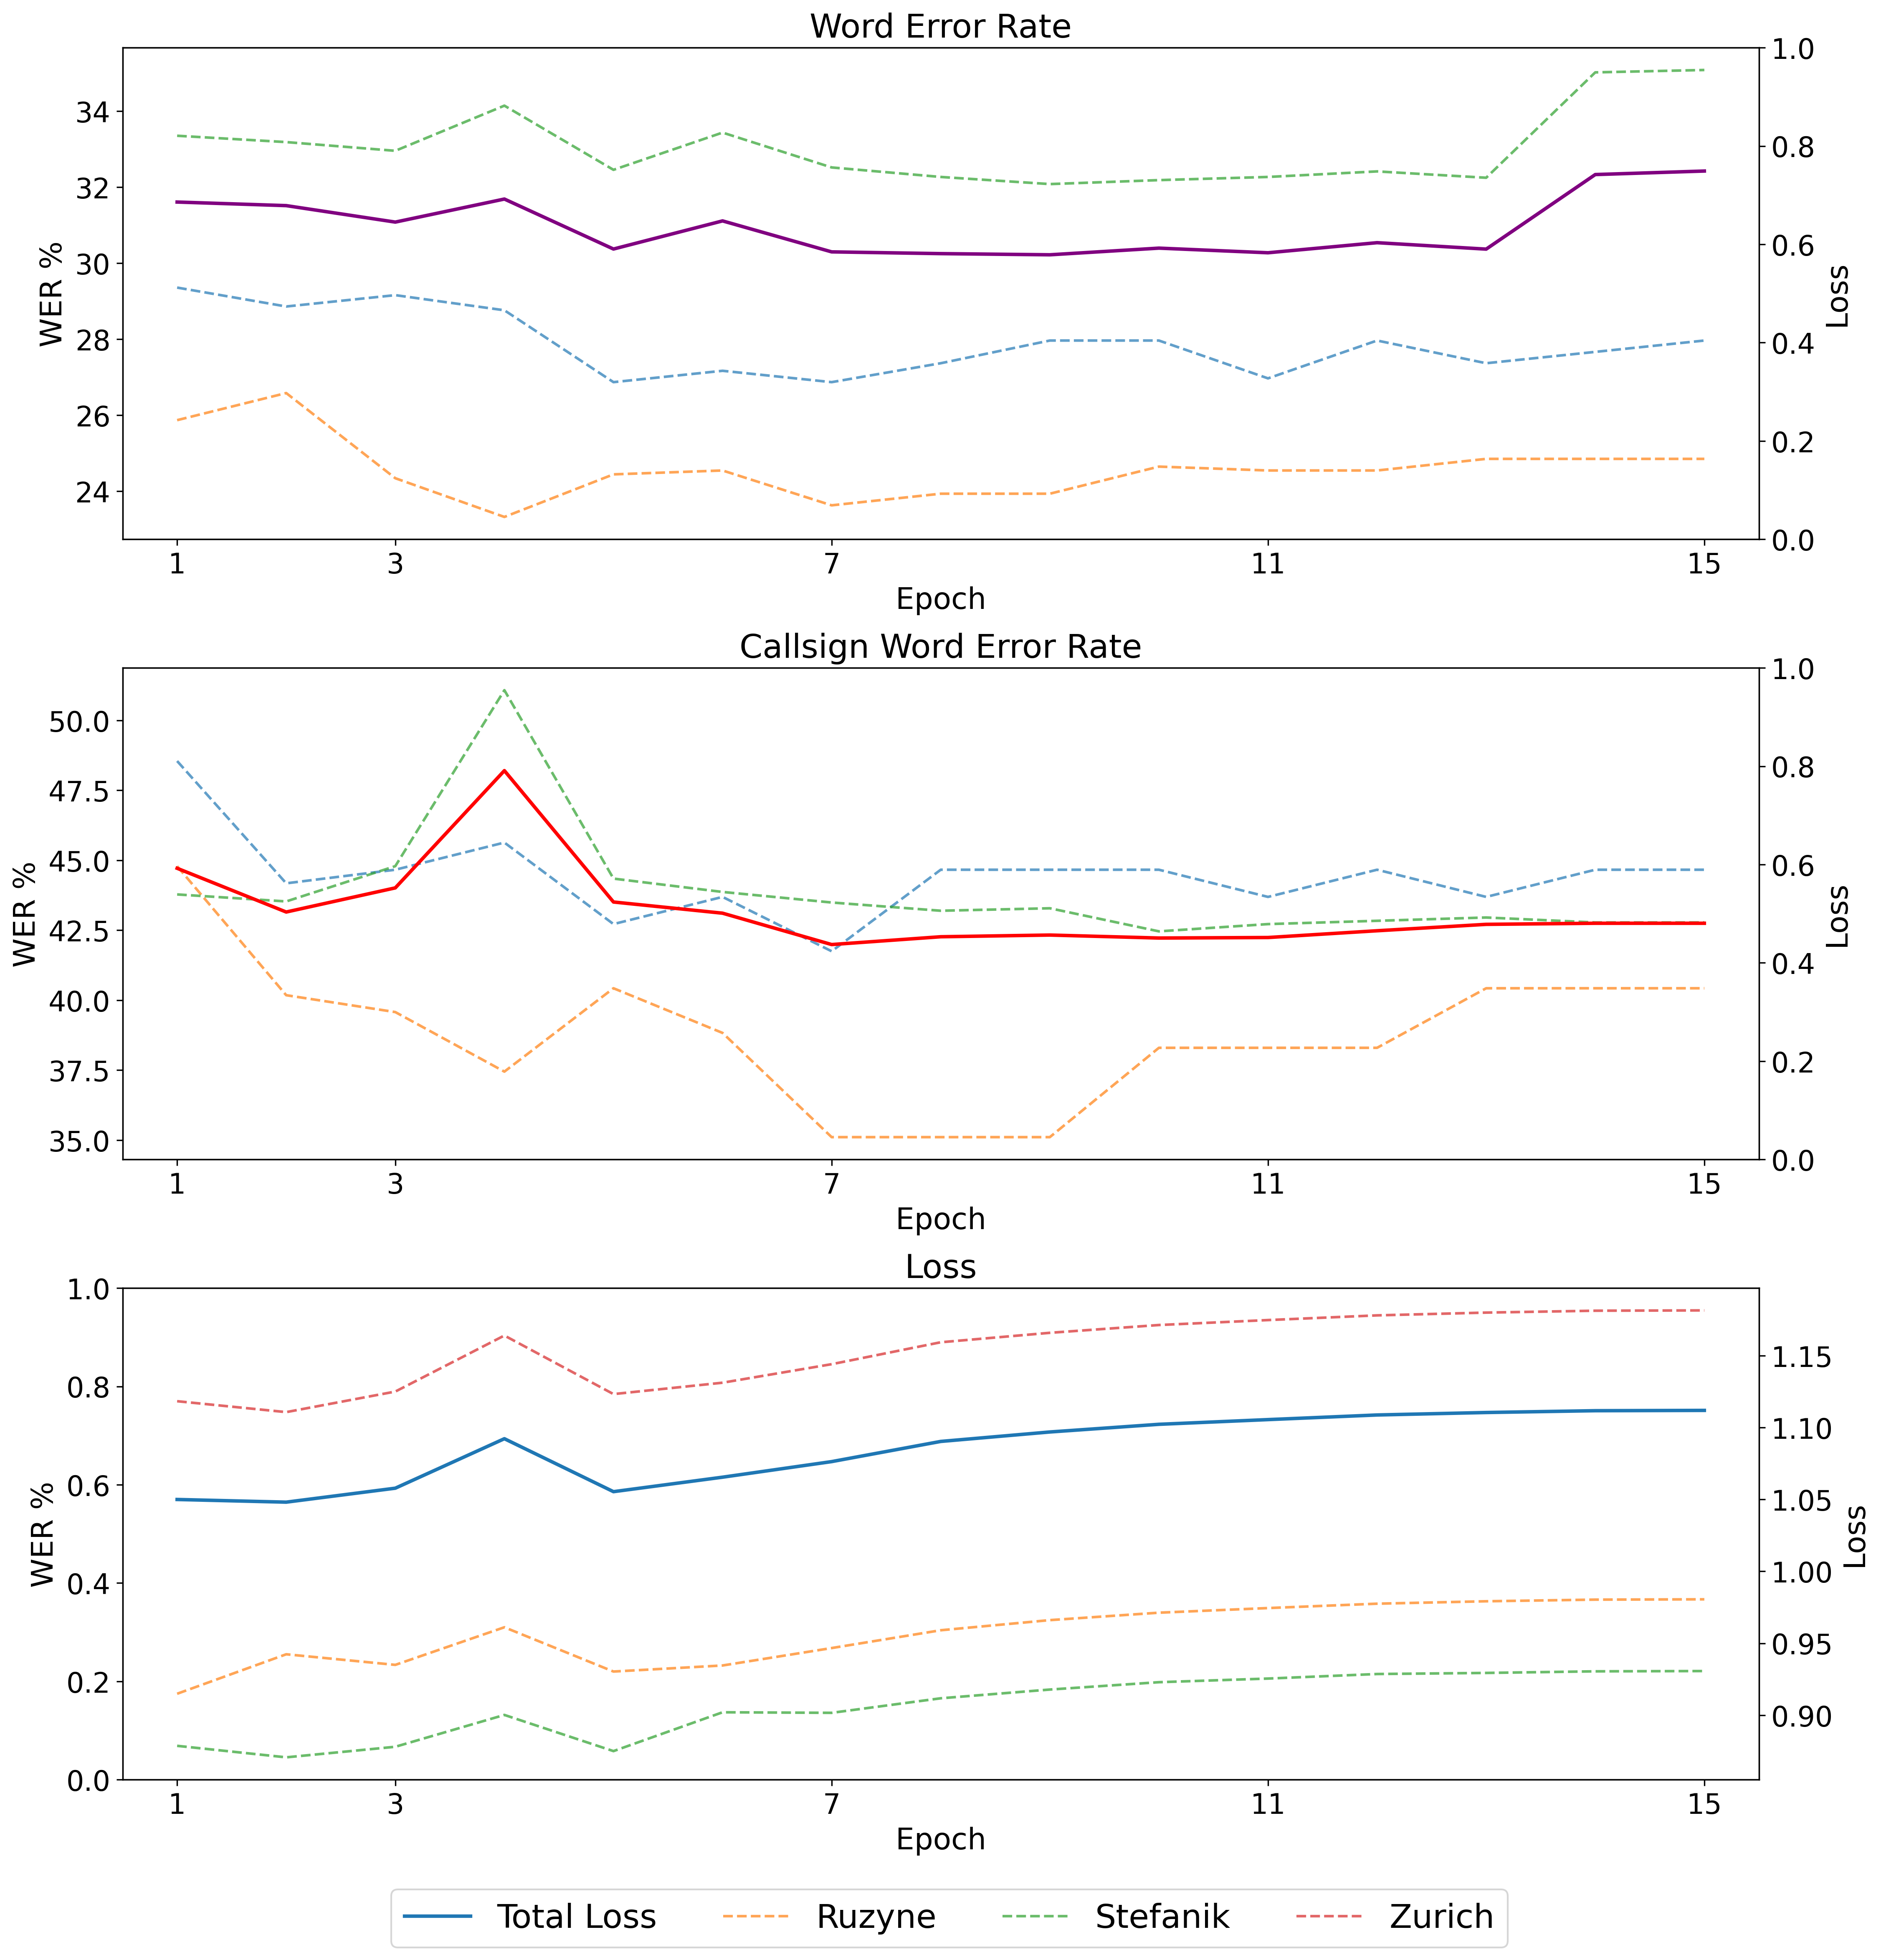 Word Error Rate
WER %
34
32
30
28
26
24
1.0
0.8
0.6
0.4
0.2
0.0
Loss
1 3 7 11 15
Epoch
Callsign Word Error Rate
WER %
50.0
47.5
45.0
42.5
40.0
37.5
35.0
1.0
0.8
0.6
0.4
0.2
0.0
Loss
1 3 7 11 15
Epoch
Loss
WER %
1.0
0.8
0.6
0.4
0.2
0.0
1.15
1.10
1.05
1.00
0.95
0.90
Loss
1 3 7 11 15
Epoch
Total Loss Ruzyne Stefanik Zurich